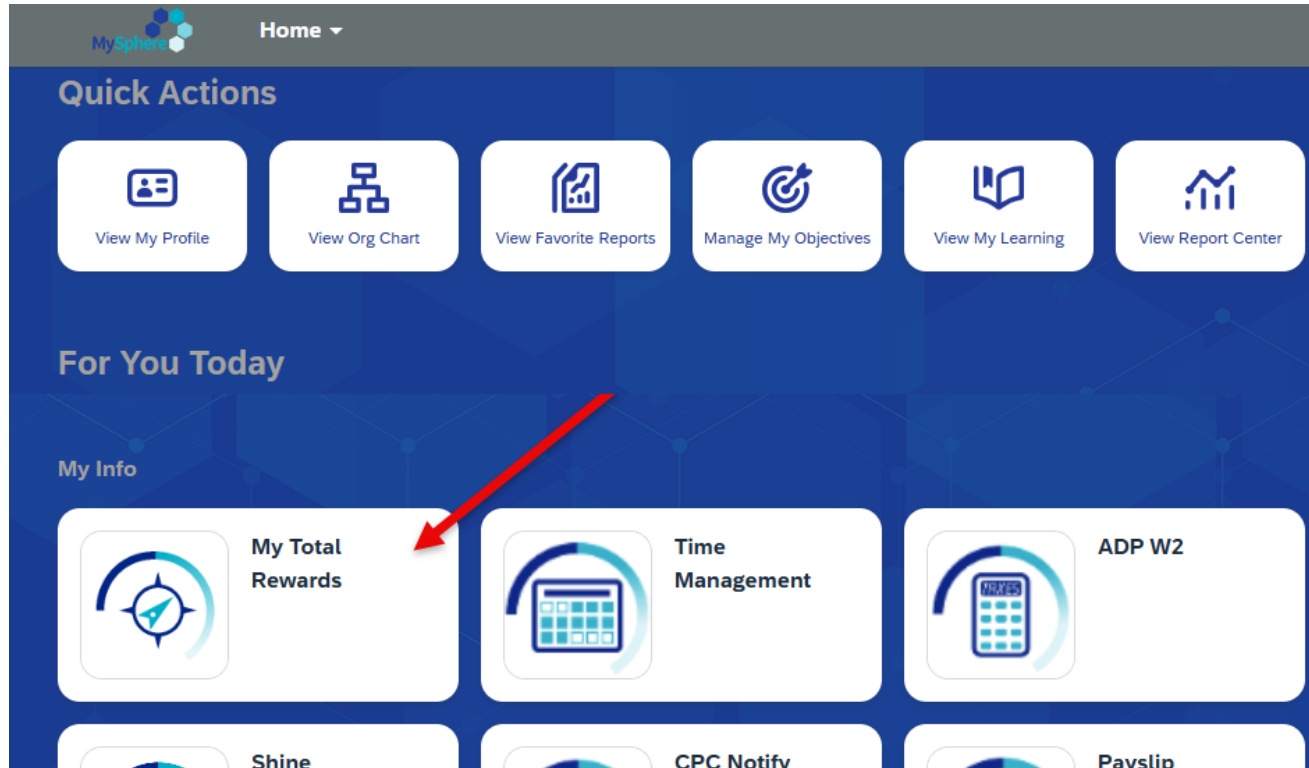 MySphere
Home
Quick Actions
View My Profile
View Org Chart
View Favorite Reports
Manage My Objectives
View My Learning
View Report Center
For You Today
My Info
My Total
Rewards
Time
Management
TAXES
ADP W2
Shine
CPC Notify
Payslip